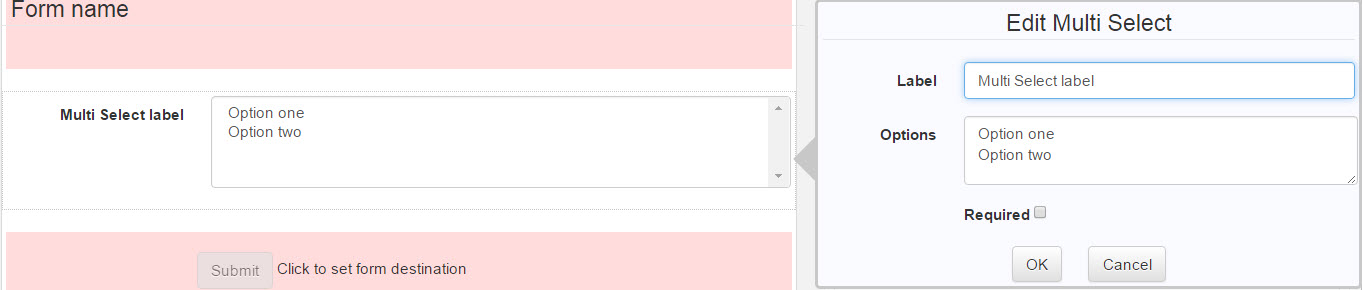 Form name
Multi Select label
Option one
Option two
Submit Click to set form destination
Edit Multi Select
Label Multi Select label
Options Option one
Option two
Required
OK Cancel